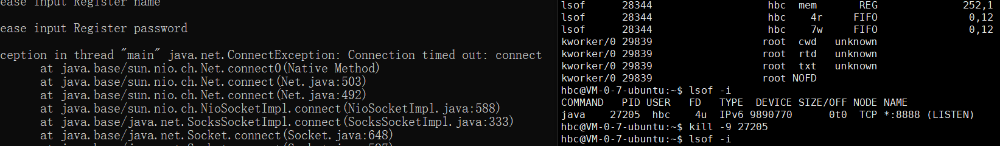 ease input Register name
ease input Register password
ception in thread "main" java.net.ConnectException: Connection timed out: connect
at java.base/sun.nio.ch.Net.connect0(Native Method)
at java.base/sun.nio.ch.Net.connect(Net.java:503)
at java.base/sun.nio.ch.Net.connect(Net.java:492)
at java.base/sun.nio.ch.NioSocketImpl.connect(NioSocketImpl.java:588)
at java.base/java.net.SocksSocketImpl.connect(SocksSocketImpl.java:333)
at java.base/java.net.Socket.connect(Socket.java:648)
lsof 28344 hbc mem REG 252,1
lsof 28344 hbc 4r FIFO 0,12
lsof 28344 hbc 7w FIFO 0,12
kworker/0 29839 root cwd unknown
kworker/0 29839 root rtd unknown
kworker/0 29839 root txt unknown
kworker/0 29839 root NOFD
hbc@VM-0-7-ubuntu:~$ lsof -i
COMMAND PID USER FD TYPE DEVICE SIZE/OFF NODE NAME
java 27205 hbc 4u IPv6 9890770 0t0 TCP *:8888 (LISTEN)
hbc@VM-0-7-ubuntu:~$ kill -9 27205
hbc@VM-0-7-ubuntu:~$ lsof -i